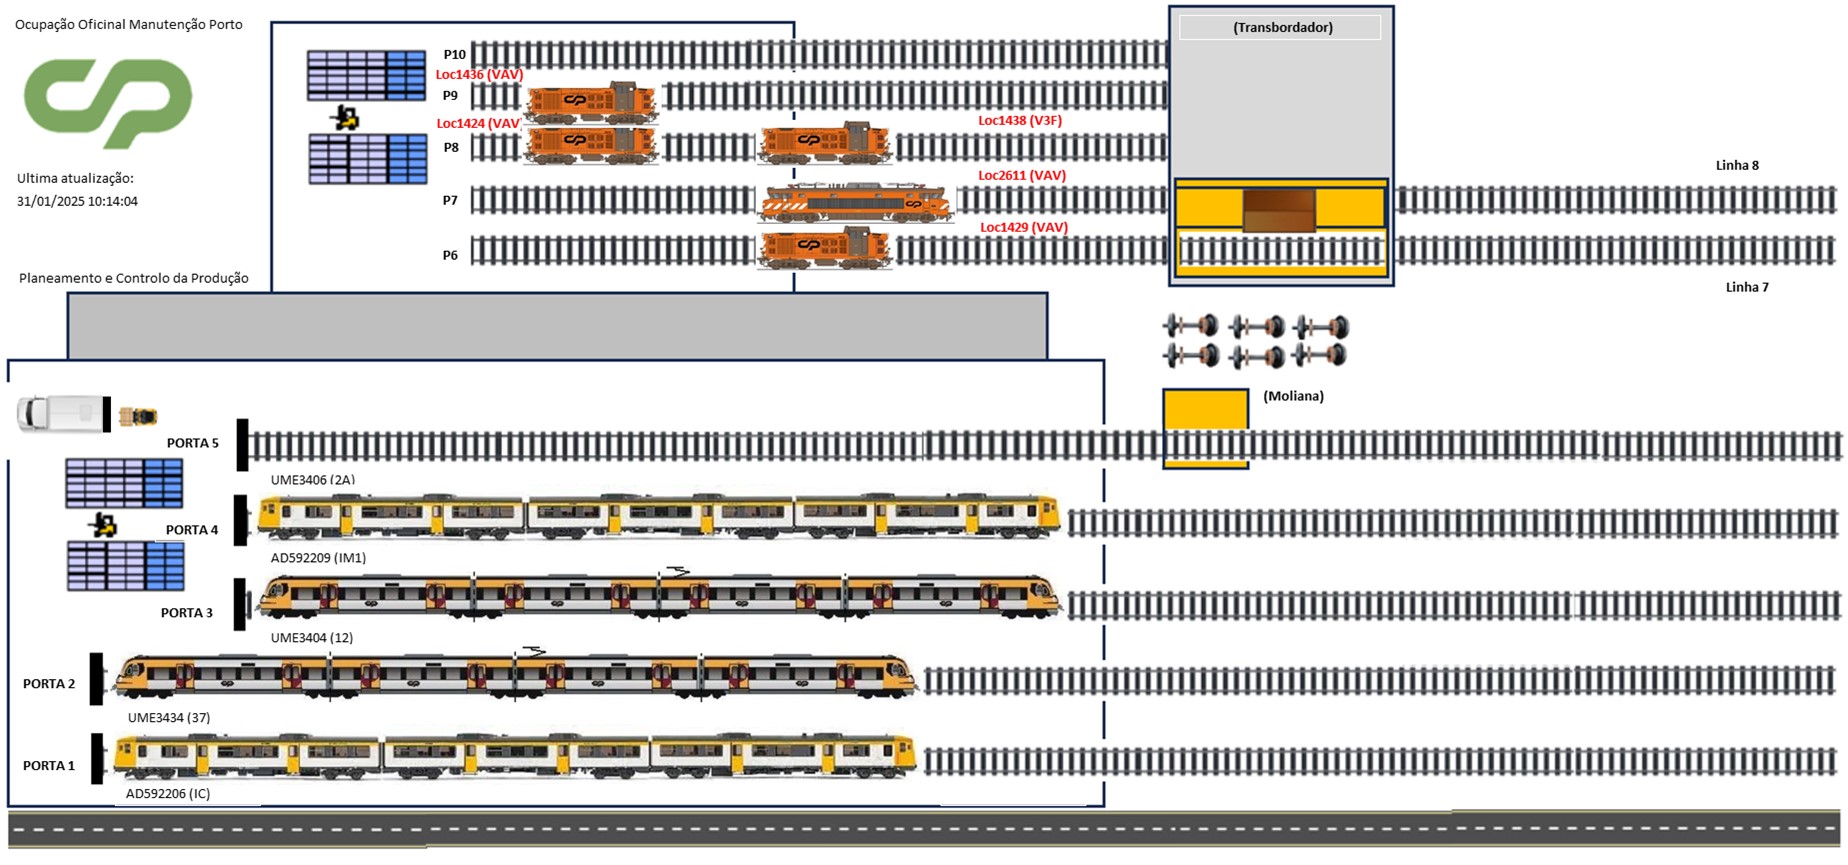 Ocupação Oficinal Manutenção Porto
CP
Ultima atualização:
31/01/2025 10:14:04
Planeamento e Controlo da Produção
(Transbordador)
P10
Loc1436 (VAV)
P9
Loc1424 (VAV)
Loc1438 (V3F)
P8
Loc2611 (VAV)
P7
Loc1429 (VAV)
P6
Linha 8
Linha 7
(Moliana)
PORTA 5
UME3406 (2A)
PORTA 4
AD592209 (IM1)
PORTA 3
UME3404 (12)
PORTA 2
UME3434 (37)
PORTA 1
AD592206 (IC)